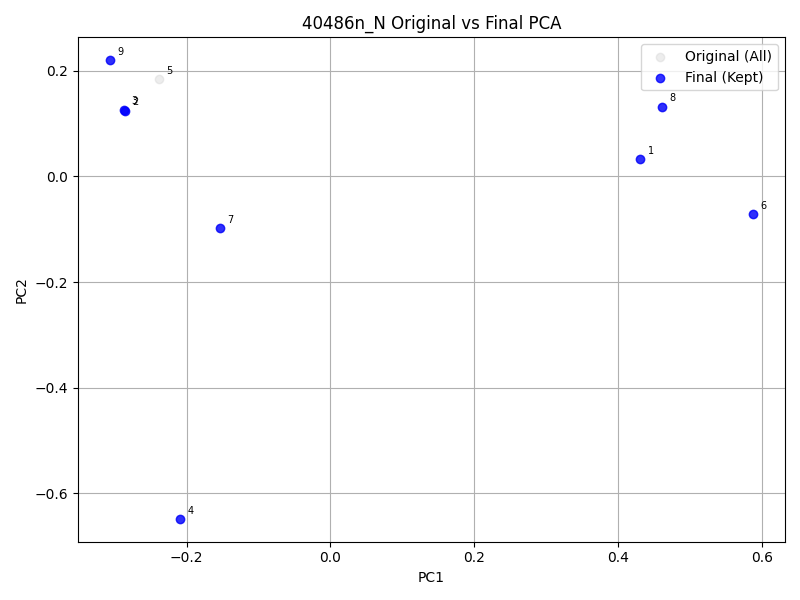 40486n_N Original vs Final PCA
Original (All)
Final (Kept)
9
5
3
2
8
1
7
6
4
0.2
0.0
−0.2
−0.4
−0.6
PC2
−0.2 0.0 0.2 0.4 0.6
PC1